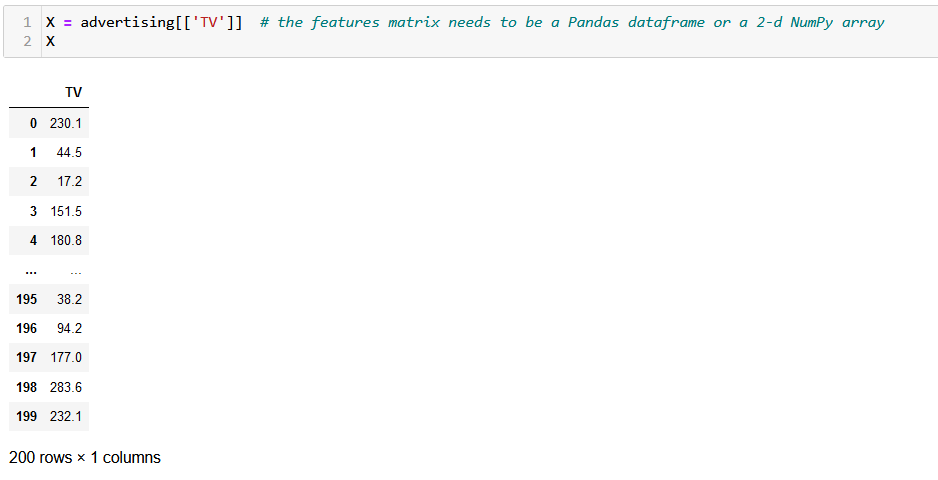 1 X = advertising[['TV']]  # the features matrix needs to be a Pandas dataframe or a 2-d NumPy array
2 X
TV
0 230.1
1 44.5
2 17.2
3 151.5
4 180.8
... ...
195 38.2
196 94.2
197 177.0
198 283.6
199 232.1
200 rows × 1 columns